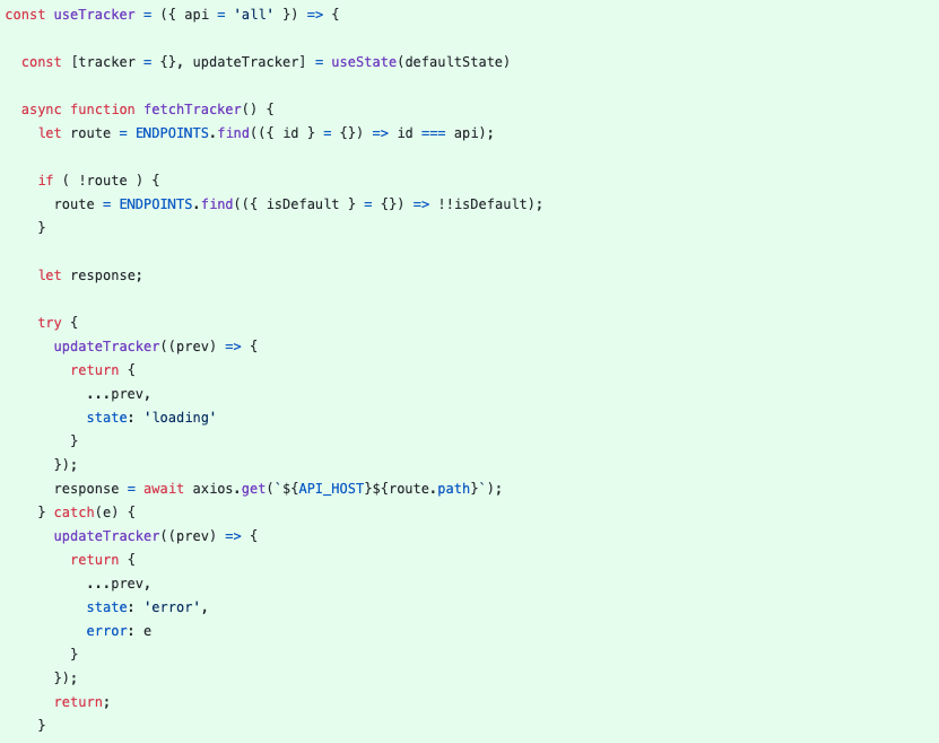 const useTracker = ({ api = 'all' }) => {
const [tracker = {}, updateTracker] = useState(defaultState)
async function fetchTracker() {
let route = ENDPOINTS.find(({ id } = {}) => id === api);
if ( !route ) {
route = ENDPOINTS.find(({ isDefault } = {}) => !!isDefault);
}
let response;
try {
updateTracker((prev) => {
return {
...prev,
state: 'loading'
}
});
response = await axios.get(`${API_HOST}${route.path}`);
} catch(e) {
updateTracker((prev) => {
return {
...prev,
state: 'error',
error: e
}
});
return;
}